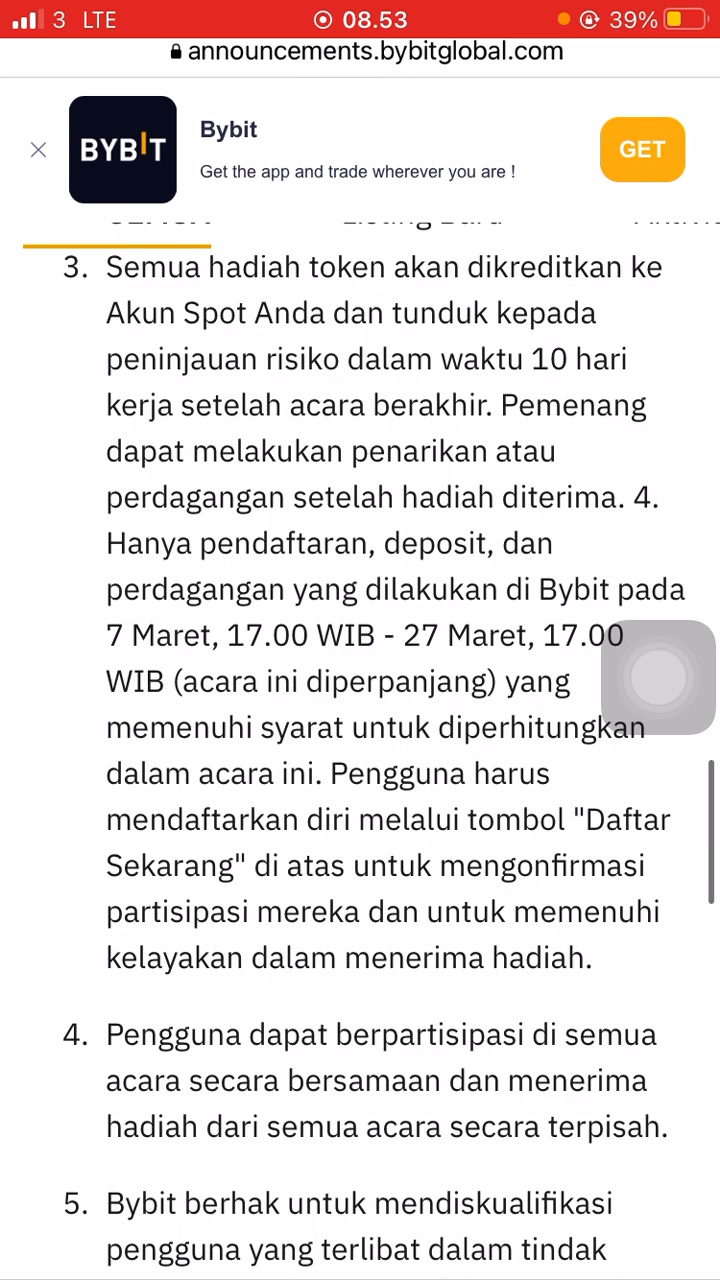 3 LTE 08.53 39%
announcements.bybitglobal.com
BYBIT
Bybit
Get the app and trade wherever you are !
GET
3. Semua hadiah token akan dikreditkan ke
Akun Spot Anda dan tunduk kepada
peninjauan risiko dalam waktu 10 hari
kerja setelah acara berakhir. Pemenang
dapat melakukan penarikan atau
perdagangan setelah hadiah diterima. 4.
Hanya pendaftaran, deposit, dan
perdagangan yang dilakukan di Bybit pada
7 Maret, 17.00 WIB - 27 Maret, 17.00
WIB (acara ini diperpanjang) yang
memenuhi syarat untuk diperhitungkan
dalam acara ini. Pengguna harus
mendaftarkan diri melalui tombol "Daftar
Sekarang" di atas untuk mengonfirmasi
partisipasi mereka dan untuk memenuhi
kelayakan dalam menerima hadiah.
4. Pengguna dapat berpartisipasi di semua
acara secara bersamaan dan menerima
hadiah dari semua acara secara terpisah.
5. Bybit berhak untuk mendiskualifikasi
pengguna yang terlibat dalam tindak